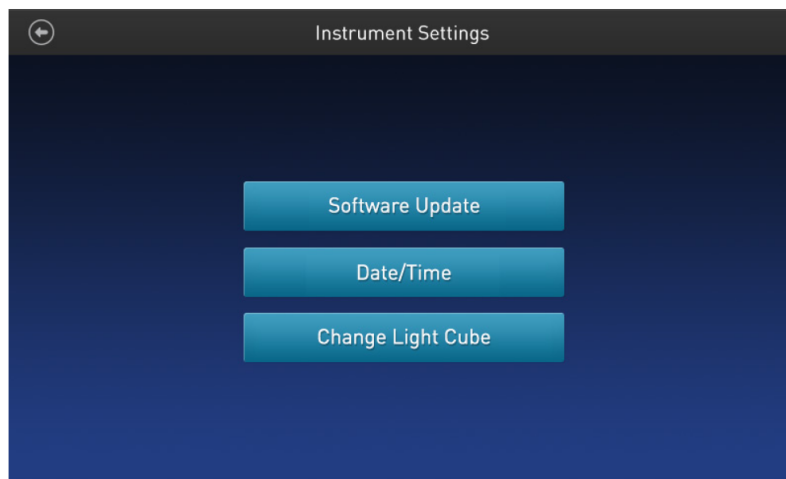 Instrument Settings
Software Update
Date/Time
Change Light Cube